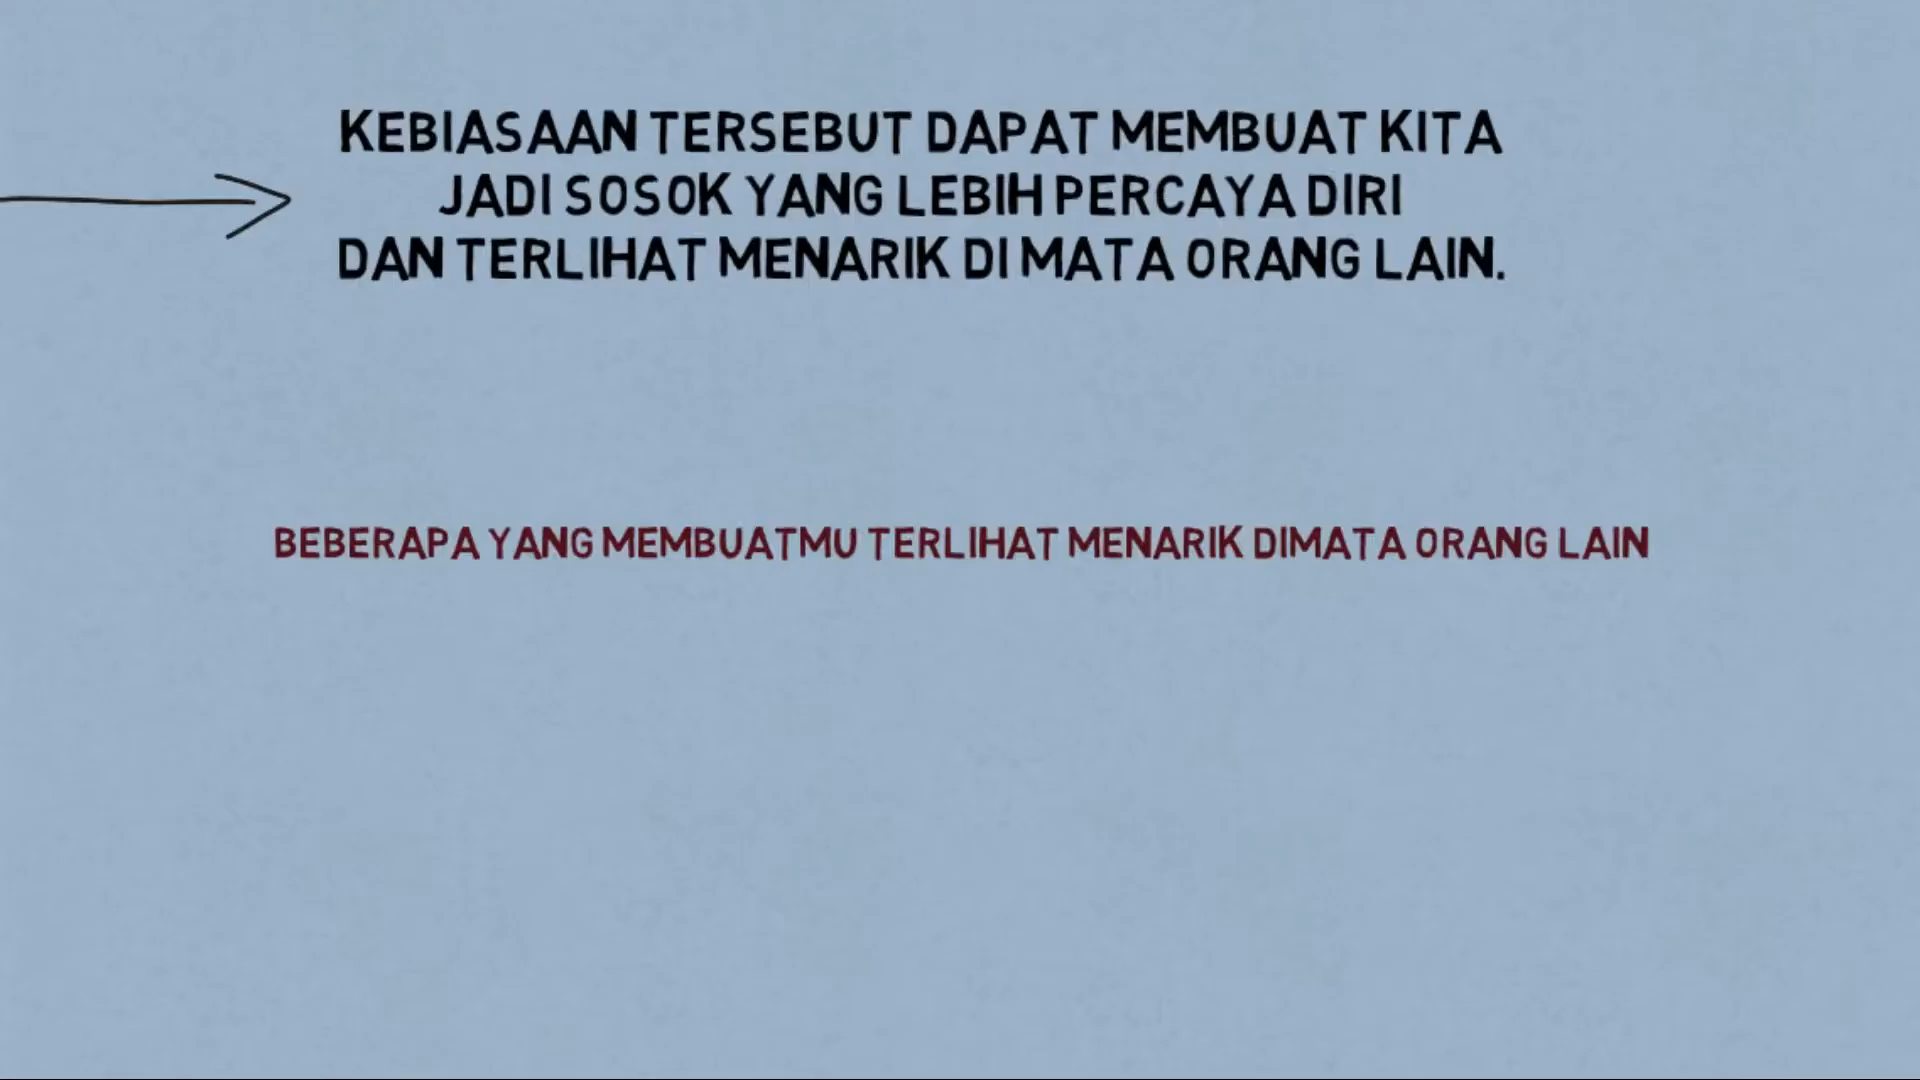 KEBIASAAN TERSEBUT DAPAT MEMBUAT KITA
JADI SOSOK YANG LEBIH PERCAYA DIRI
DAN TERLIHAT MENARIK DI MATA ORANG LAIN.
BEBERAPA YANG MEMBUATMU TERLIHAT MENARIK DIMATA ORANG LAIN